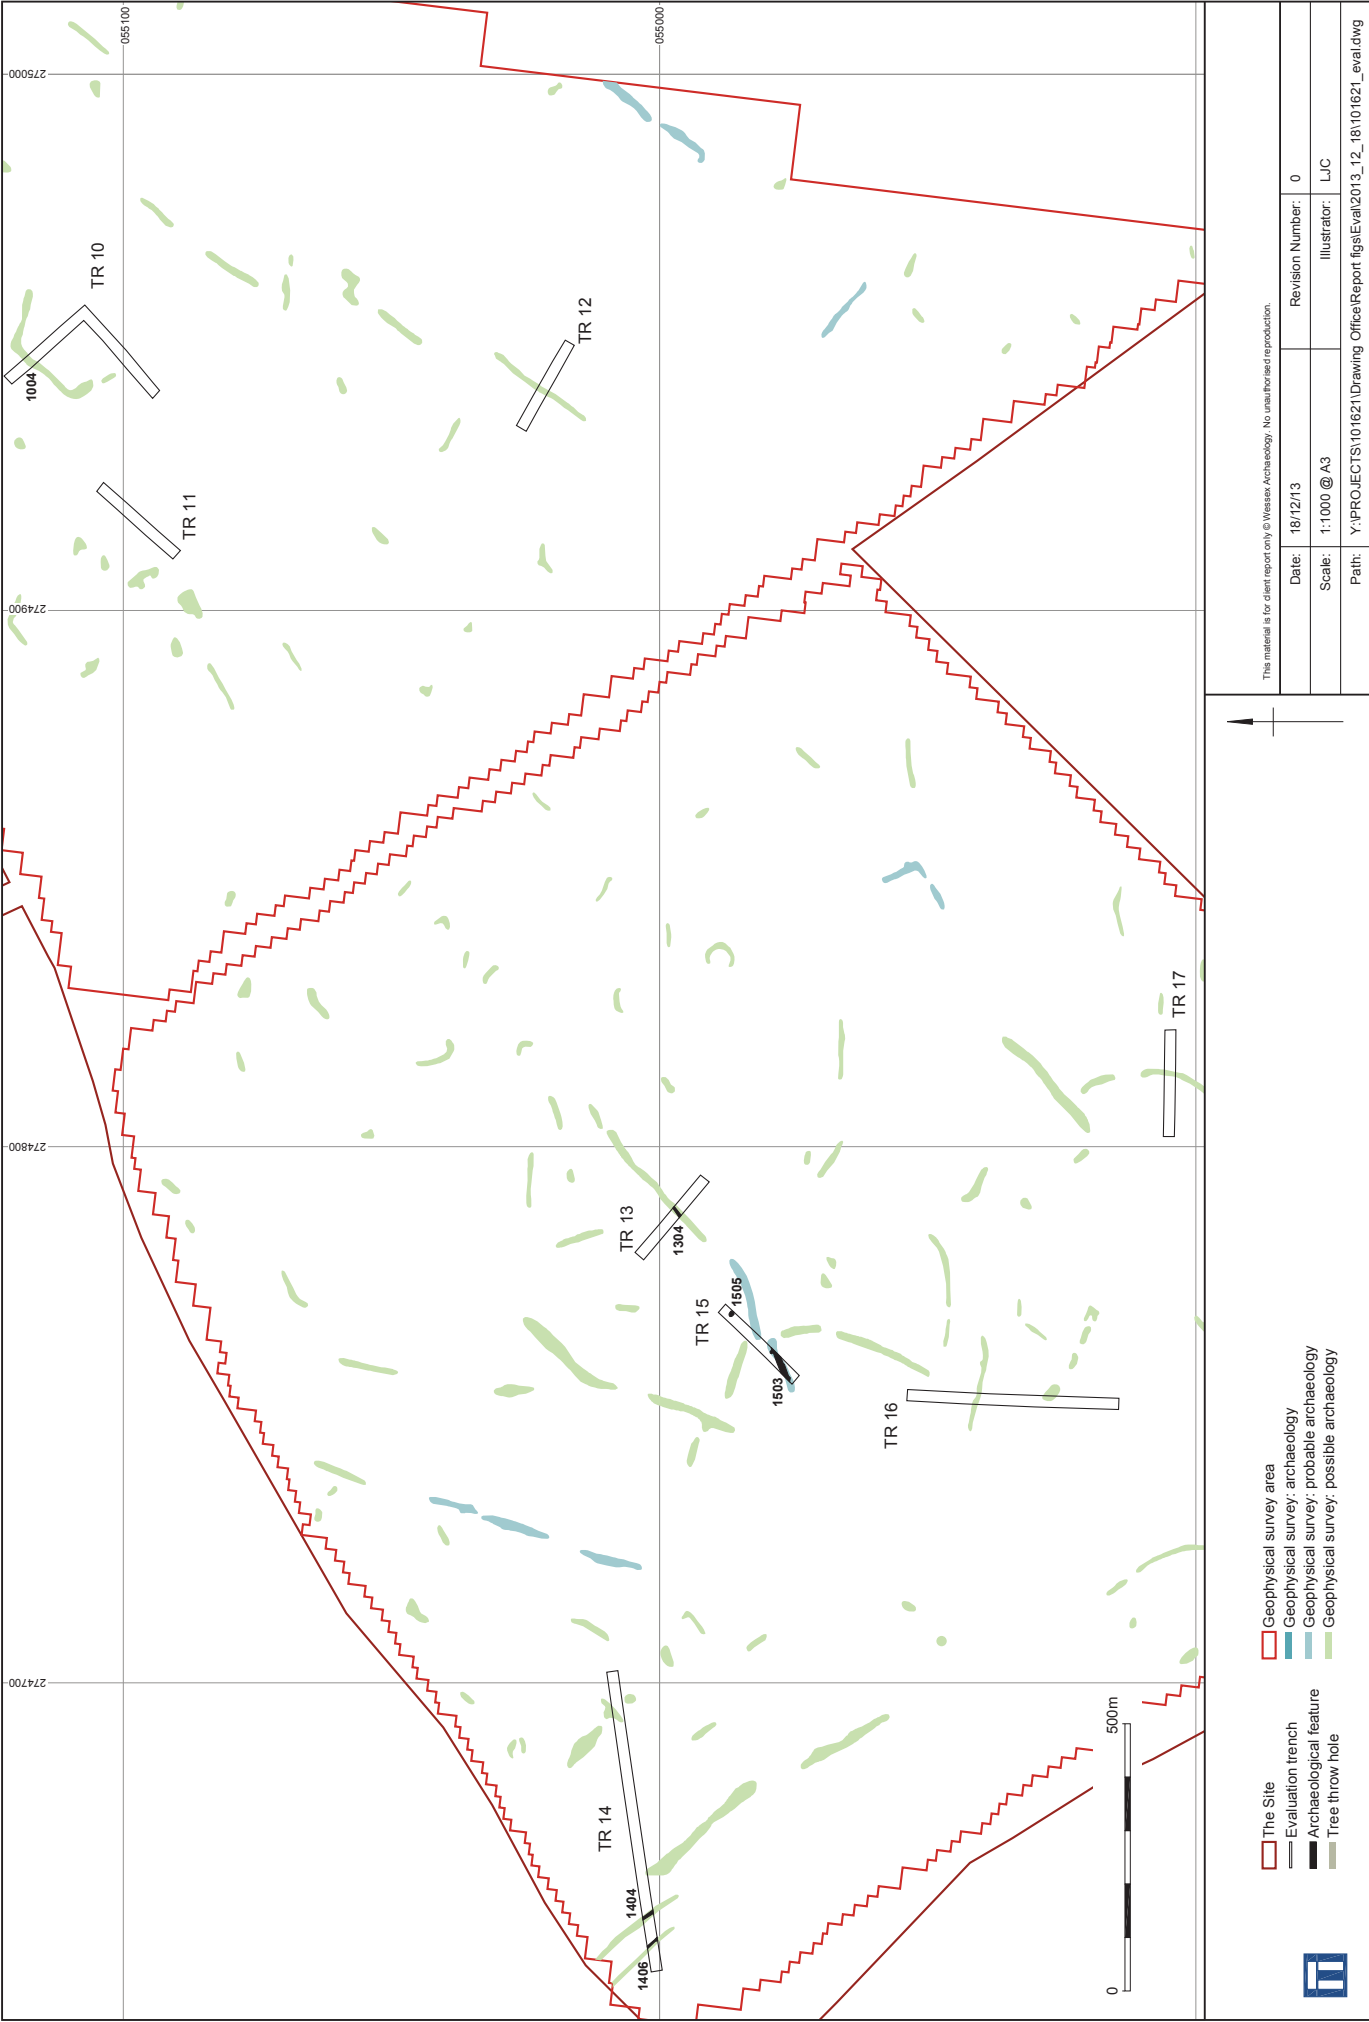 055100
055000
275000
274900
274800
274700
TR 10
1004
TR 11
TR 12
TR 13
1304
TR 14
1404
1406
TR 15
1505
1503
TR 16
TR 17
0
500m
The Site
Evaluation trench
Archaeological feature
Tree throw hole
Geophysical survey area
Geophysical survey: archaeology
Geophysical survey: probable archaeology
Geophysical survey: possible archaeology
This material is for client report only © Wessex Archaeology. No unauthorised reproduction.
Date: 18/12/13 Revision Number: 0
Scale: 1:1000 @ A3 Illustrator: LJC
Path: Y:\PROJECTS\101621\Drawing Office\Report figs\Eval\2013_12_18\101621_eval.dwg